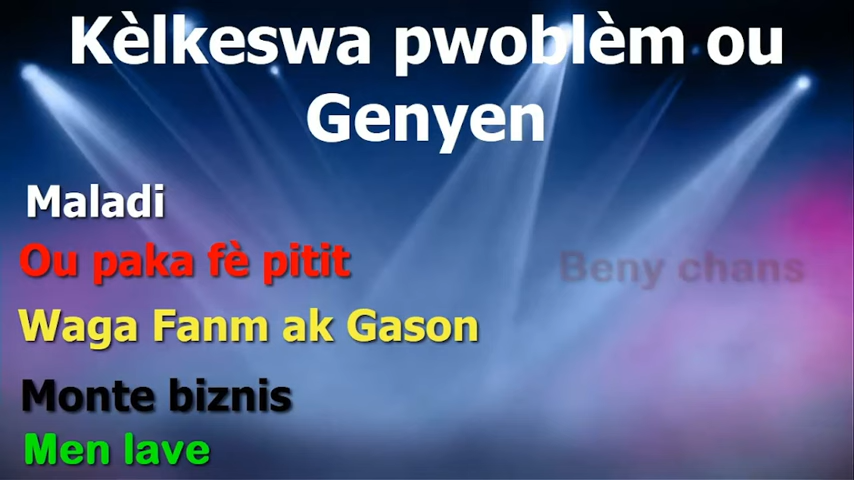 Kèlkeswa pwoblèm ou
Genyen
Maladi
Ou paka fè pitit
Beny chans
Waga Fanm ak Gason
Monte biznis
Men lave